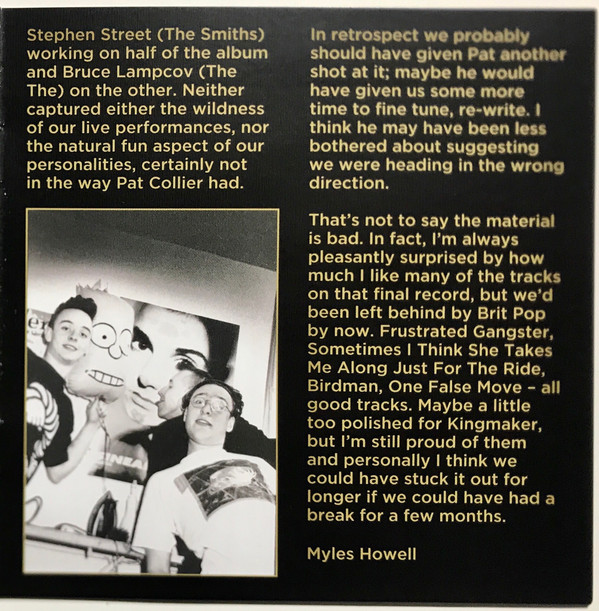 Stephen Street (The Smiths)
working on half of the album
and Bruce Lampcov (The
The) on the other. Neither
captured either the wildness
of our live performances, nor
the natural fun aspect of our
personalities, certainly not
in the way Pat Collier had.
In retrospect we probably
should have given Pat another
shot at it; maybe he would
have given us some more
time to fine tune, re-write. I
think he may have been less
bothered about suggesting
we were heading in the wrong
direction.
That's not to say the material
is bad. In fact, I'm always
pleasantly surprised by how
much I like many of the tracks
on that final record, but we'd
been left behind by Brit Pop
by now. Frustrated Gangster,
Sometimes I Think She Takes
Me Along Just For The Ride,
Birdman, One False Move – all
good tracks. Maybe a little
too polished for Kingmaker,
but I'm still proud of them
and personally I think we
could have stuck it out for
longer if we could have had a
break for a few months.
Myles Howell